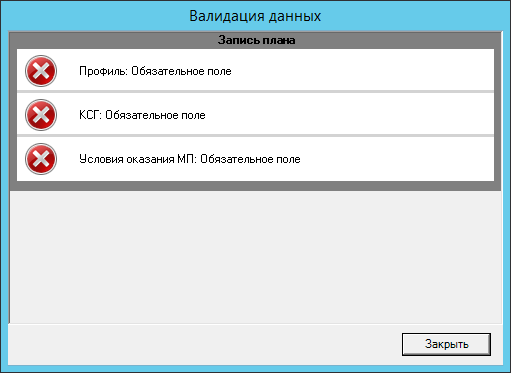 Валидация данных
Запись плана
Профиль: Обязательное поле
КСГ: Обязательное поле
Условия оказания МП: Обязательное поле
Закрыть